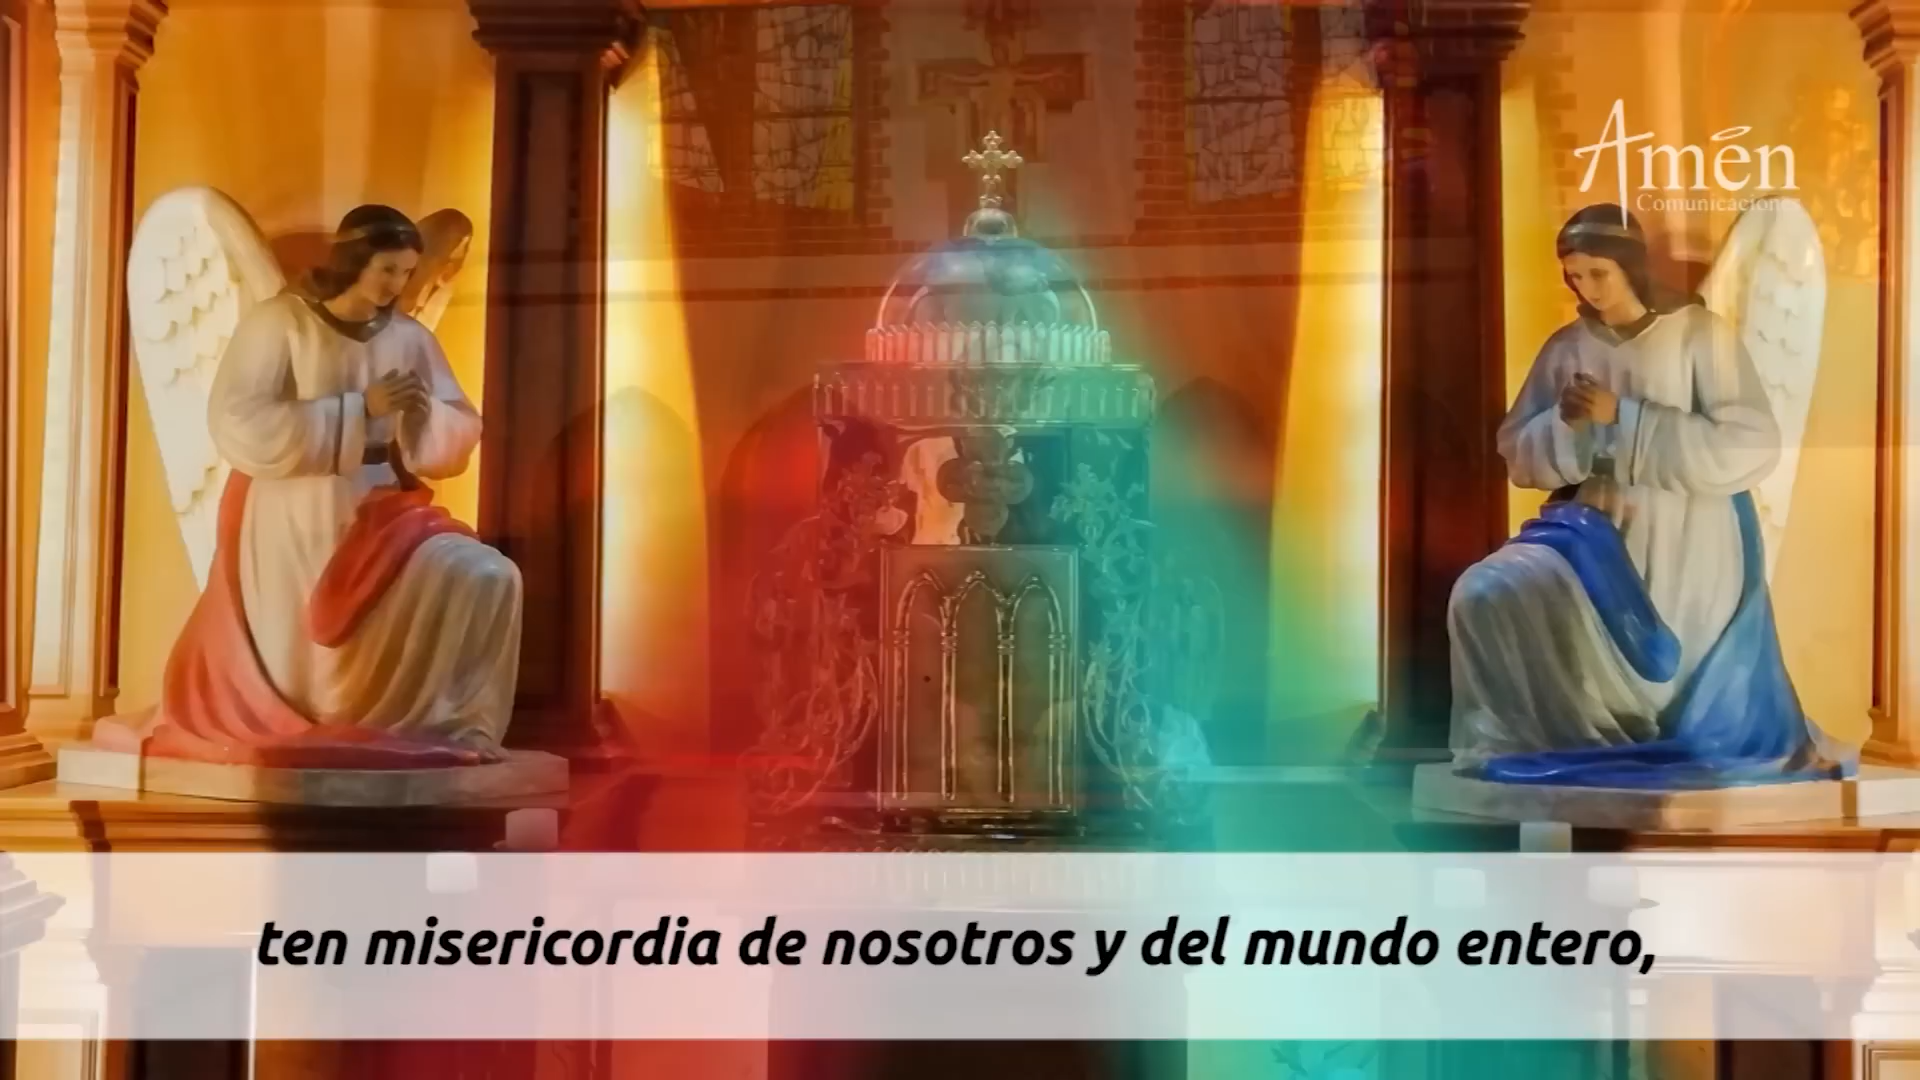 Amén
Comunicaciones
ten misericordia de nosotros y del mundo entero,